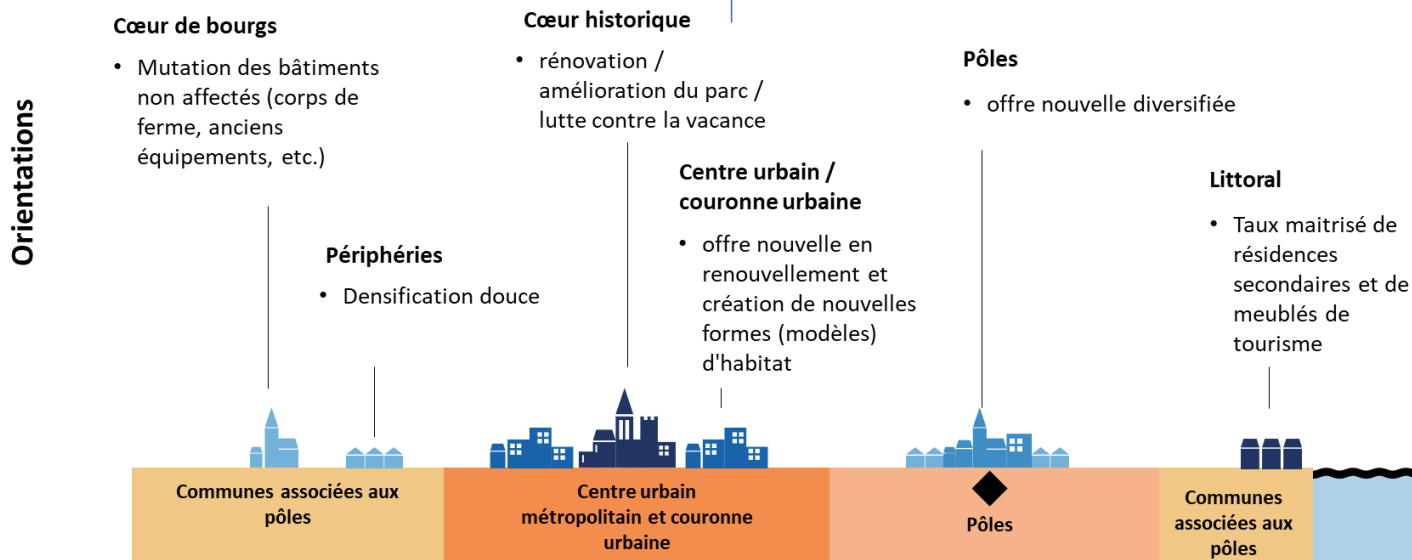 Orientations
Cœur de bourgs
• Mutation des bâtiments
non affectés (corps de
ferme, anciens
équipements, etc.)
Périphéries
• Densification douce
Cœur historique
• rénovation /
amélioration du parc /
lutte contre la vacance
Centre urbain /
couronne urbaine
• offre nouvelle en
renouvellement et
création de nouvelles
formes (modèles)
d'habitat
Pôles
• offre nouvelle diversifiée
Littoral
• Taux maitrisé de
résidences
secondaires et de
meublés de
tourisme
Communes associées aux
pôles
Centre urbain
métropolitain et couronne
urbaine
Pôles
Communes
associées aux
pôles